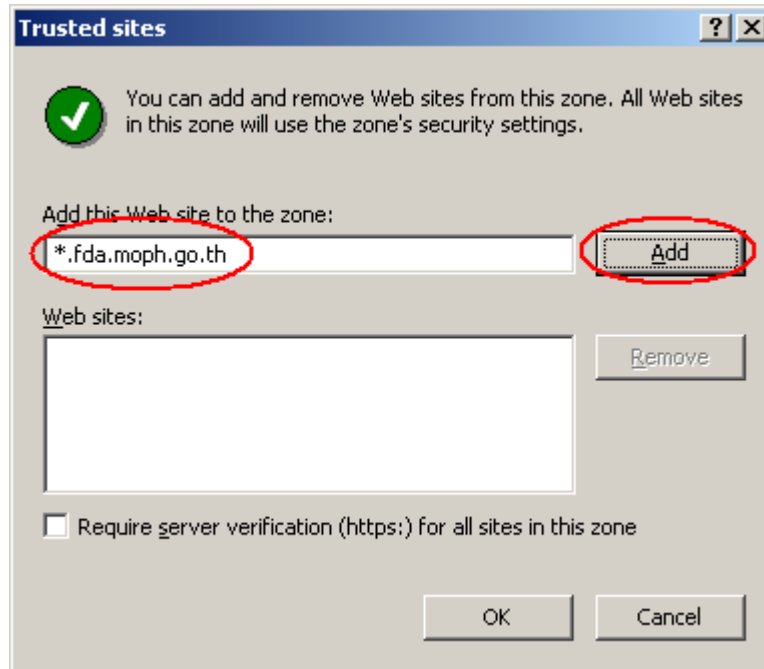 Trusted sites
You can add and remove Web sites from this zone. All Web sites
in this zone will use the zone's security settings.
Add this Web site to the zone:
*.fda.moph.go.th
Add
Web sites:
Remove
Require server verification (https:) for all sites in this zone
OK
Cancel